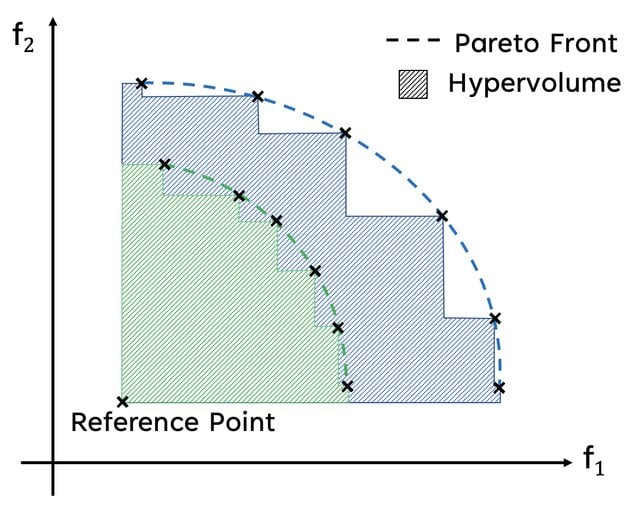 f₂
Pareto Front
Hypervolume
Reference Point
f₁